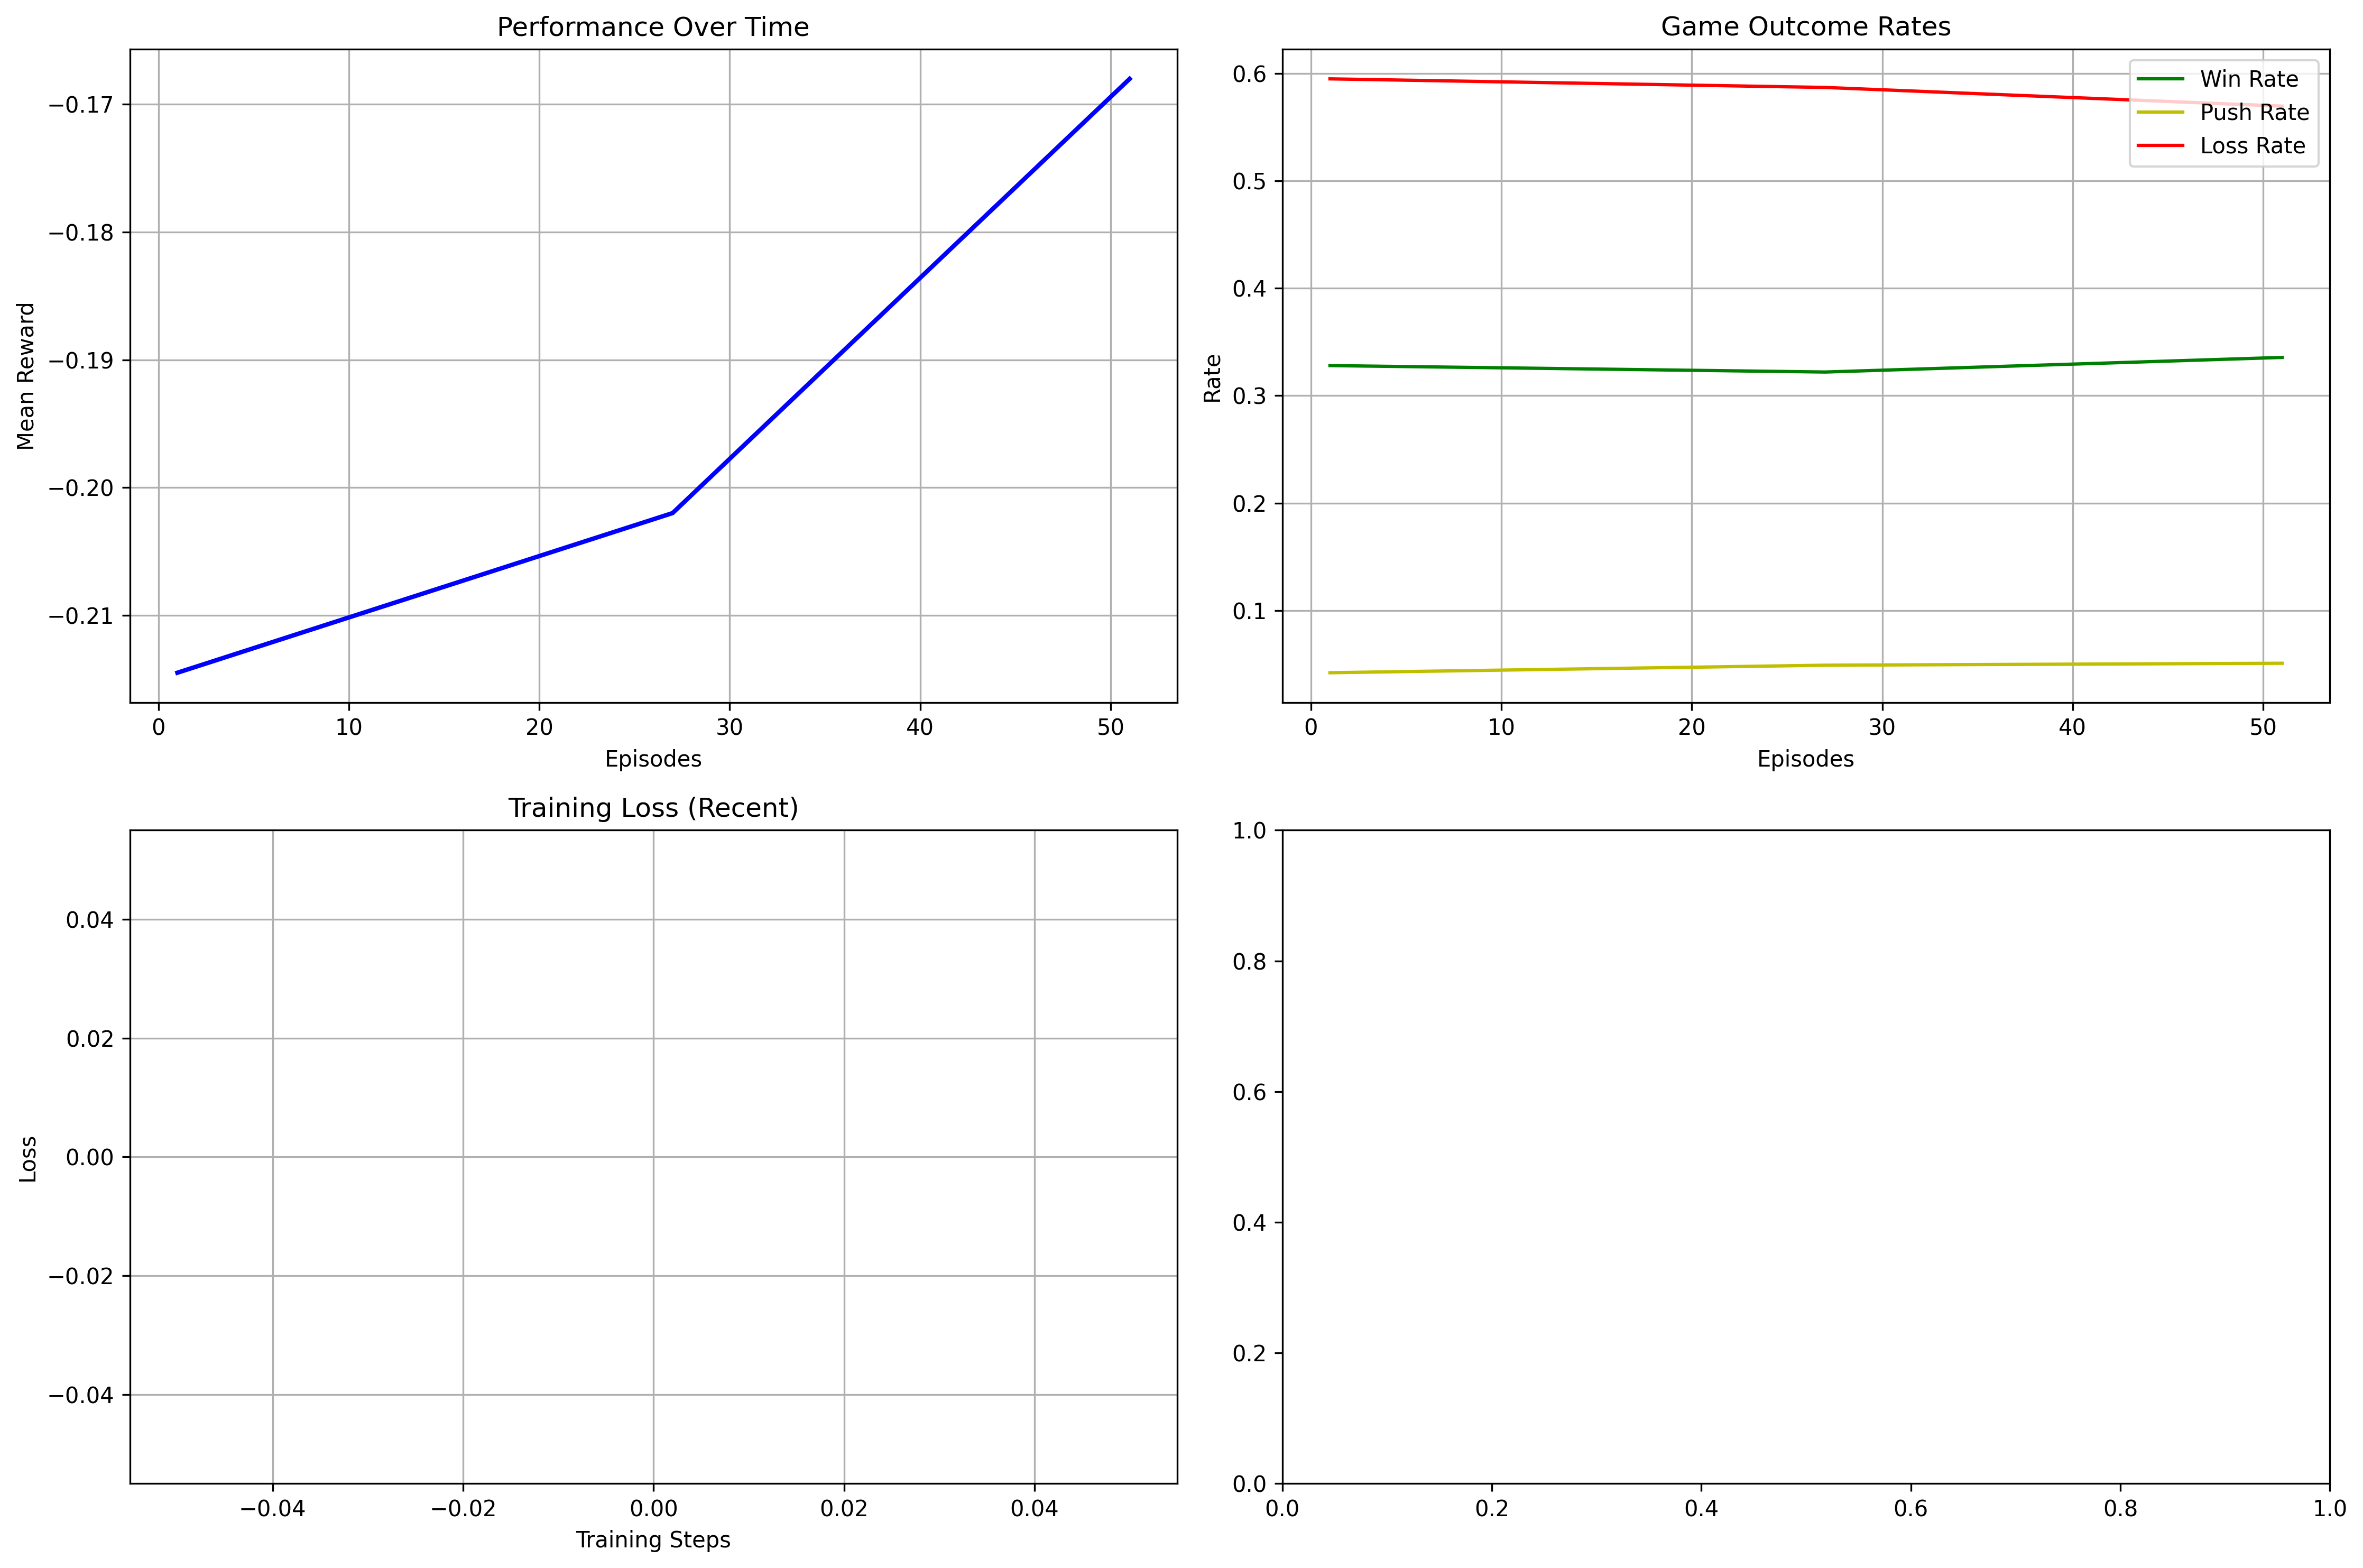 Performance Over Time
Mean Reward
−0.17
−0.18
−0.19
−0.20
−0.21
0 10 20 30 40 50
Episodes
Game Outcome Rates
Rate
0.6
0.5
0.4
0.3
0.2
0.1
Win Rate
Push Rate
Loss Rate
0 10 20 30 40 50
Episodes
Training Loss (Recent)
Loss
0.04
0.02
0.00
−0.02
−0.04
−0.04 −0.02 0.00 0.02 0.04
Training Steps
1.0
0.8
0.6
0.4
0.2
0.0
0.0 0.2 0.4 0.6 0.8 1.0